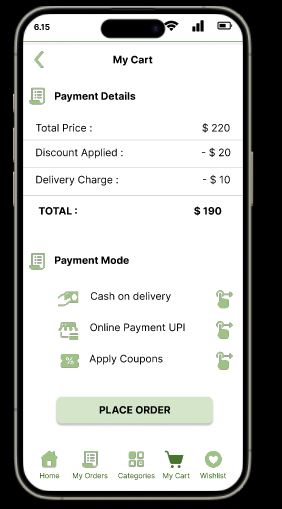 6.15
My Cart
Payment Details
Total Price : $ 220
Discount Applied : - $ 20
Delivery Charge : - $ 10
TOTAL : $ 190
Payment Mode
Cash on delivery
Online Payment UPI
%
Apply Coupons
PLACE ORDER
Home My Orders Categories My Cart Wishlist